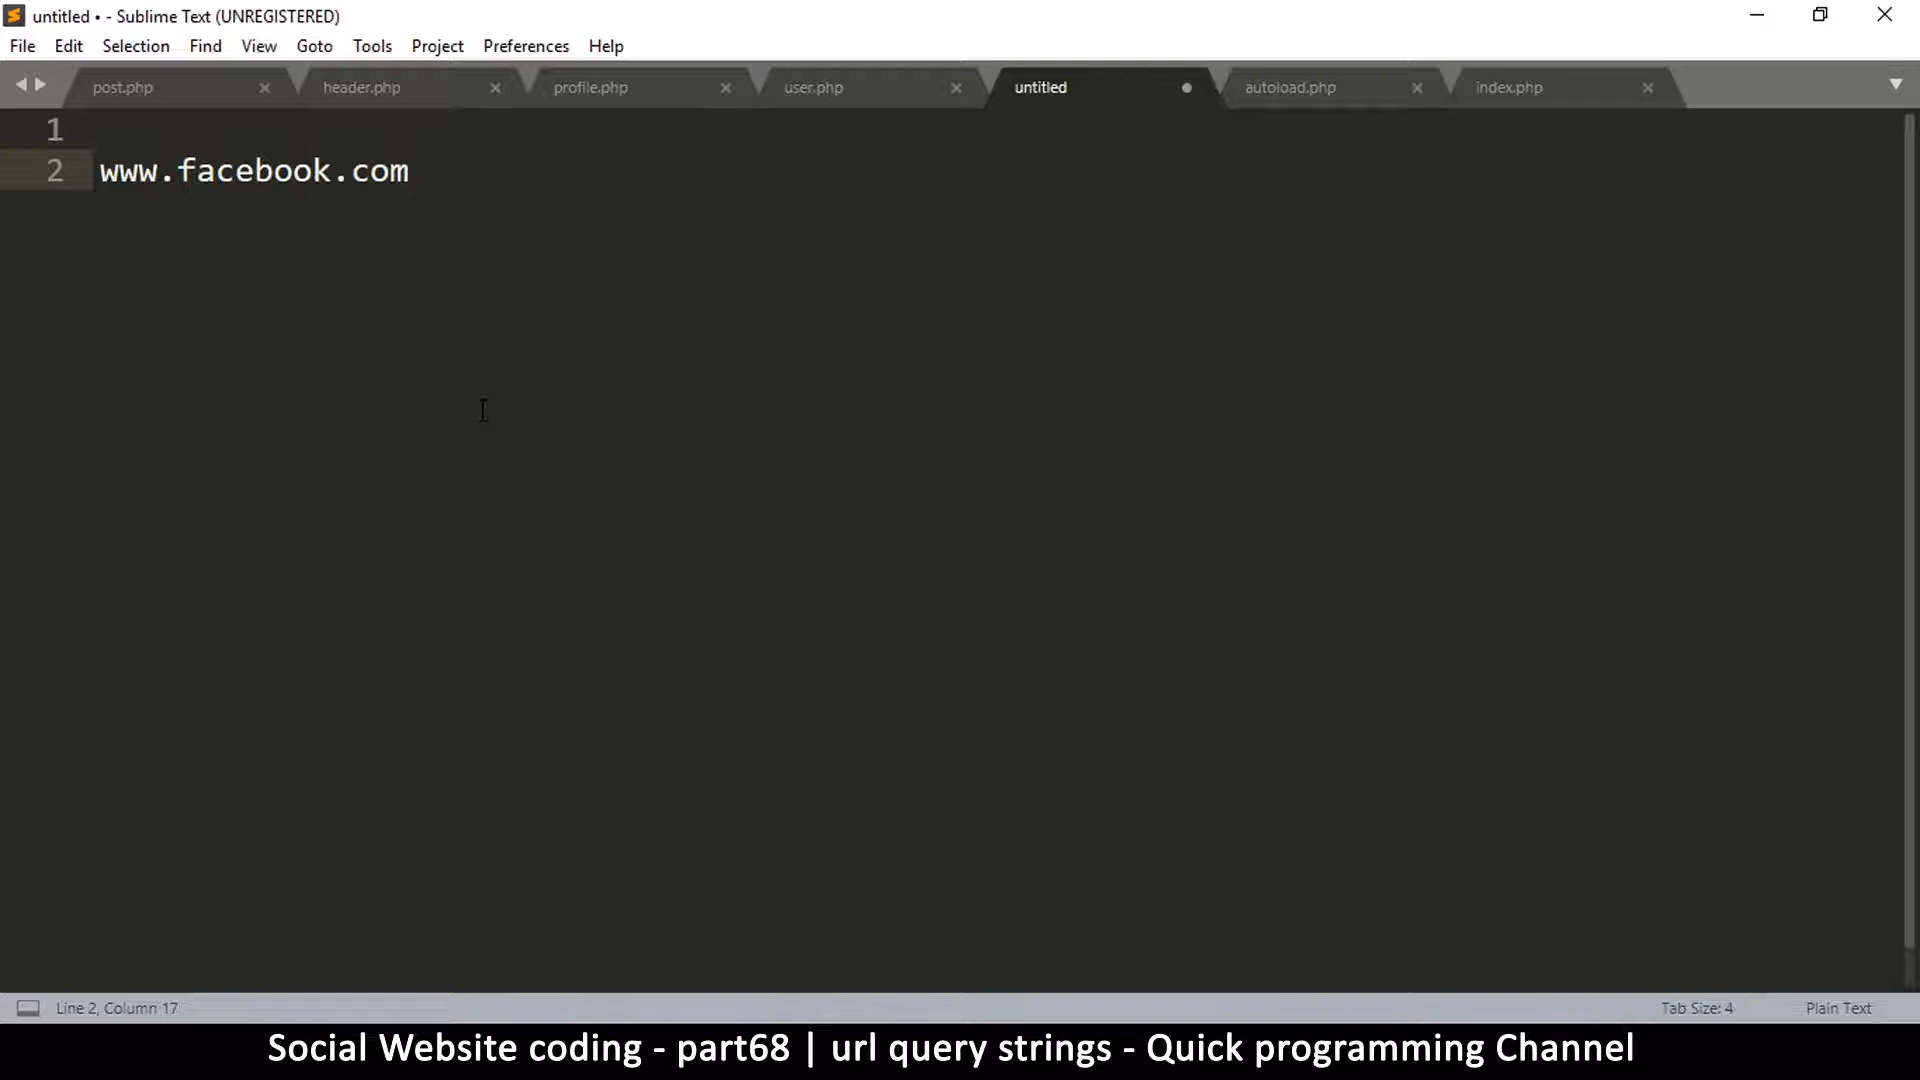 untitled • - Sublime Text (UNREGISTERED)
File Edit Selection Find View Goto Tools Project Preferences Help
post.php header.php profile.php user.php untitled autoload.php index.php
1
2 www.facebook.com
Line 2, Column 17 Tab Size: 4 Plain Text
Social Website coding - part68 | url query strings - Quick programming Channel